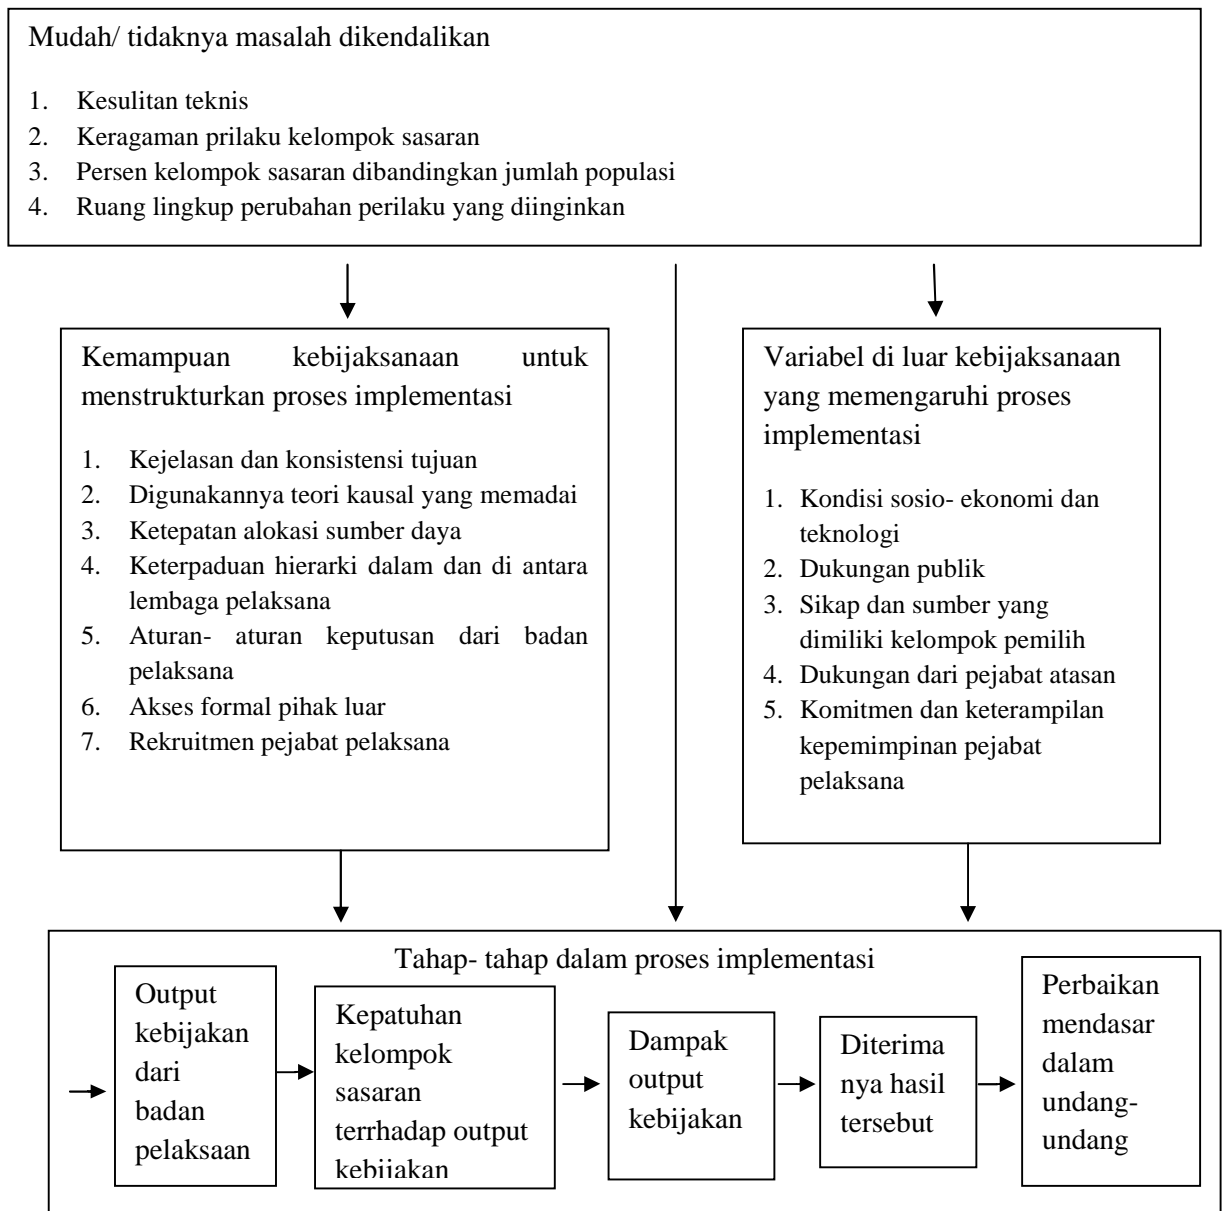 Mudah/ tidaknya masalah dikendalikan
1. Kesulitan teknis
2. Keragaman prilaku kelompok sasaran
3. Persen kelompok sasaran dibandingkan jumlah populasi
4. Ruang lingkup perubahan perilaku yang diinginkan
Kemampuan kebijaksanaan untuk
menstrukturkan proses implementasi
1. Kejelasan dan konsistensi tujuan
2. Digunakannya teori kausal yang memadai
3. Ketepatan alokasi sumber daya
4. Keterpaduan hierarki dalam dan di antara
lembaga pelaksana
5. Aturan- aturan keputusan dari badan
pelaksana
6. Akses formal pihak luar
7. Rekruitmen pejabat pelaksana
Variabel di luar kebijaksanaan
yang memengaruhi proses
implementasi
1. Kondisi sosio- ekonomi dan
teknologi
2. Dukungan publik
3. Sikap dan sumber yang
dimiliki kelompok pemilih
4. Dukungan dari pejabat atasan
5. Komitmen dan keterampilan
kepemimpinan pejabat
pelaksana
Tahap- tahap dalam proses implementasi
Output
kebijakan
dari
badan
pelaksaan
Kepatuhan
kelompok
sasaran
terrhadap output
kebijakan
Dampak
output
kebijakan
Diterima
nya hasil
tersebut
Perbaikan
mendasar
dalam
undang-
undang